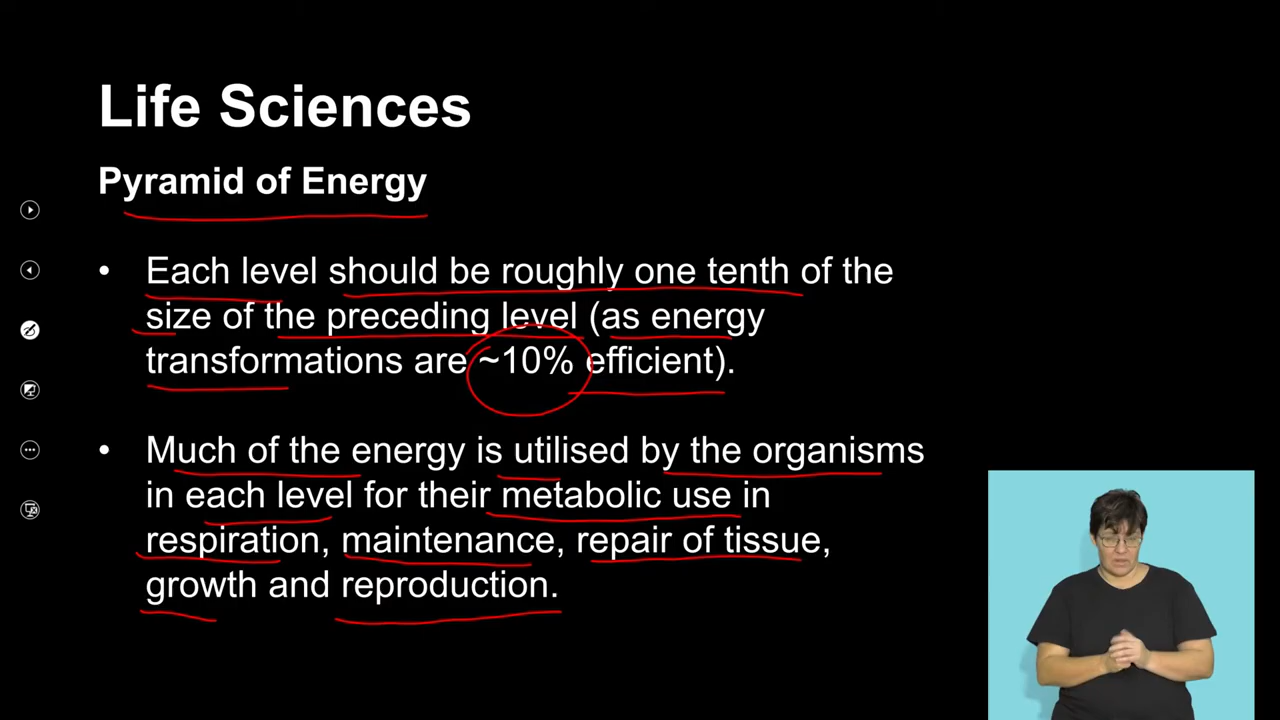 Life Sciences
Pyramid of Energy
• Each level should be roughly one tenth of the
size of the preceding level (as energy
transformations are ~10% efficient).
• Much of the energy is utilised by the organisms
in each level for their metabolic use in
respiration, maintenance, repair of tissue,
growth and reproduction.